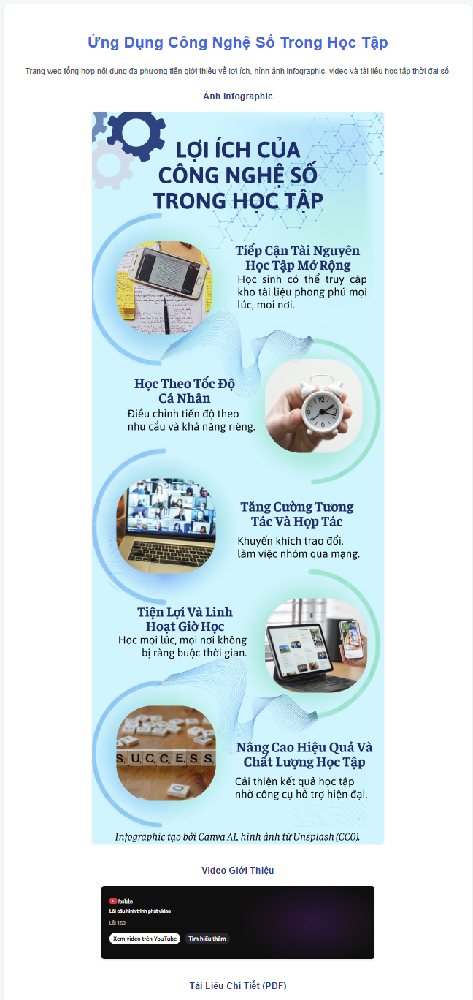 Ứng Dụng Công Nghệ Số Trong Học Tập
Trang web tổng hợp nội dung đa phương tiện giới thiệu về lợi ích, hình ảnh infographic, video và tài liệu học tập thời đại số.
Ảnh Infographic
LỢI ÍCH CỦA
CÔNG NGHỆ SỐ
TRONG HỌC TẬP
Tiếp Cận Tài Nguyên
Học Tập Mở Rộng
Học sinh có thể truy cập
kho tài liệu phong phú mọi
lúc, mọi nơi.
Học Theo Tốc Độ
Cá Nhân
Điều chỉnh tiến độ theo
nhu cầu và khả năng riêng.
Tăng Cường Tương
Tác Và Hợp Tác
Khuyến khích trao đổi,
làm việc nhóm qua mạng.
Tiện Lợi Và Linh
Hoạt Giờ Học
Học mọi lúc, mọi nơi không
bị ràng buộc thời gian.
SUCCESS
Nâng Cao Hiệu Quả Và
Chất Lượng Học Tập
Cải thiện kết quả học tập
nhờ công cụ hỗ trợ hiện đại.
Infographic tạo bởi Canva AI, hình ảnh từ Unsplash (CC0).
Video Giới Thiệu
YouTube
Lỗi cấu hình trình phát video
Lỗi 153
Xem video trên YouTube
Tìm hiểu thêm
Tài Liệu Chi Tiết (PDF)